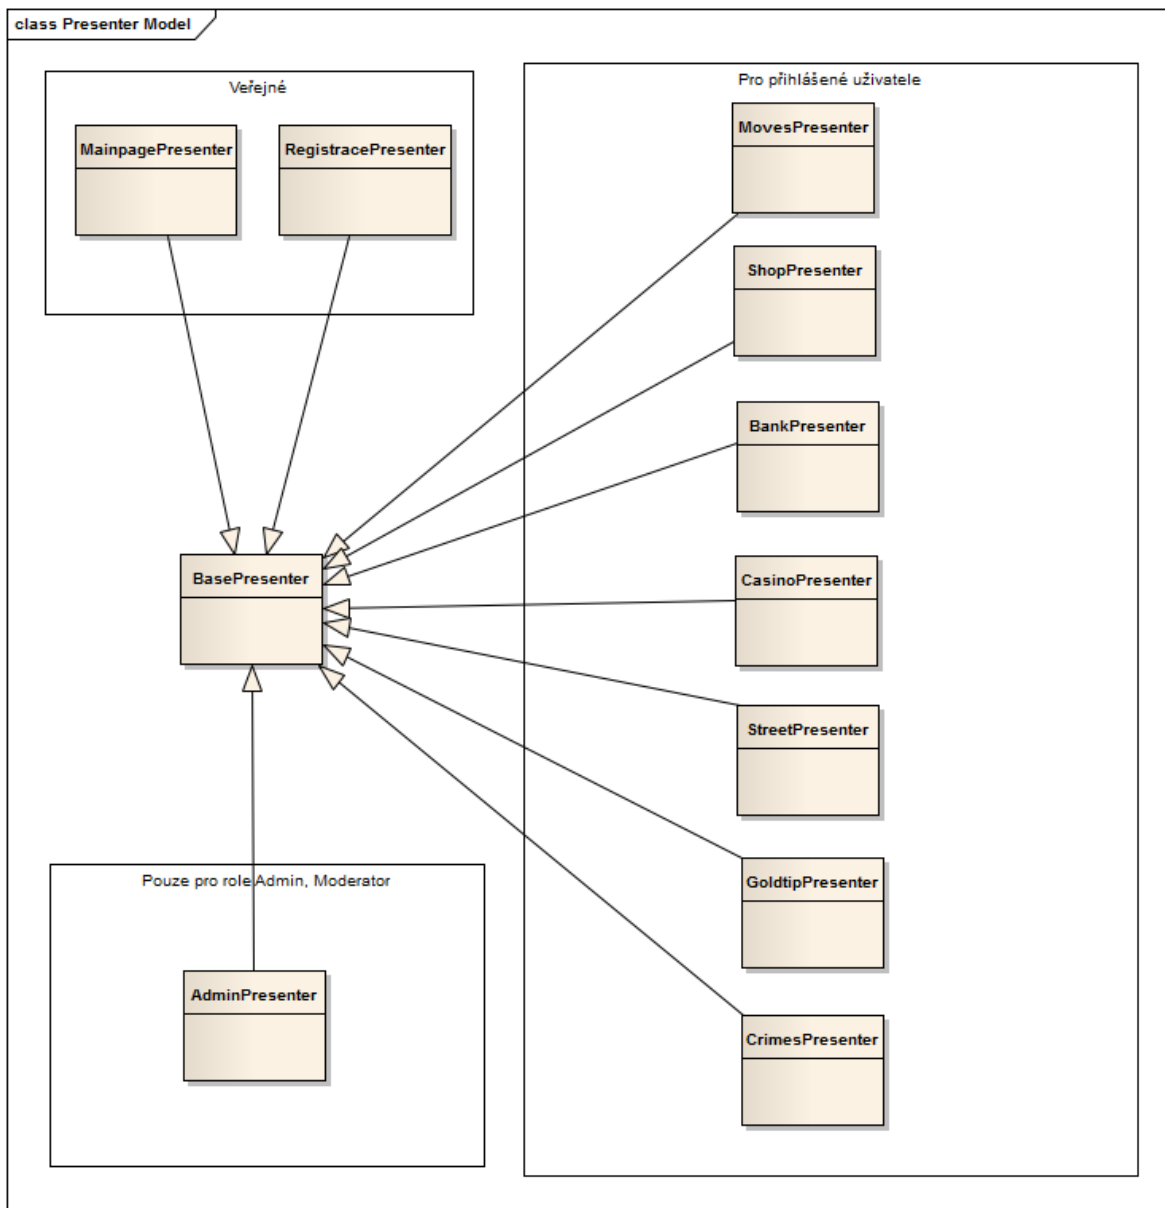 class Presenter Model
Veřejné
MainpagePresenter
RegistracePresenter
Pro přihlášené uživatele
MovesPresenter
ShopPresenter
BankPresenter
BasePresenter
CasinoPresenter
StreetPresenter
Pouze pro role Admin, Moderator
GoldtipPresenter
AdminPresenter
CrimesPresenter